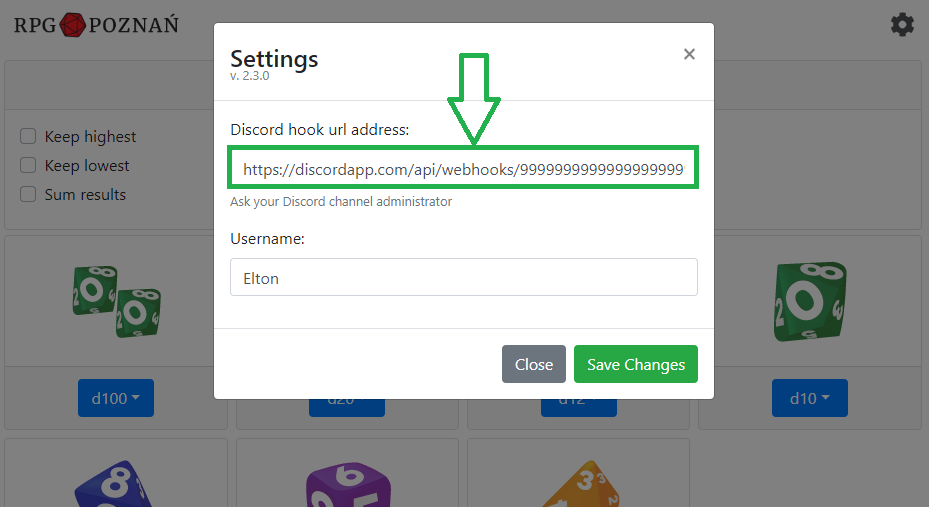 RPG POZNAŃ
Settings
v. 2.3.0
×
Discord hook url address:
https://discordapp.com/api/webhooks/9999999999999999999
Ask your Discord channel administrator
Username:
Elton
Close
Save Changes
Keep highest
Keep lowest
Sum results
d100
d20
d12
d10